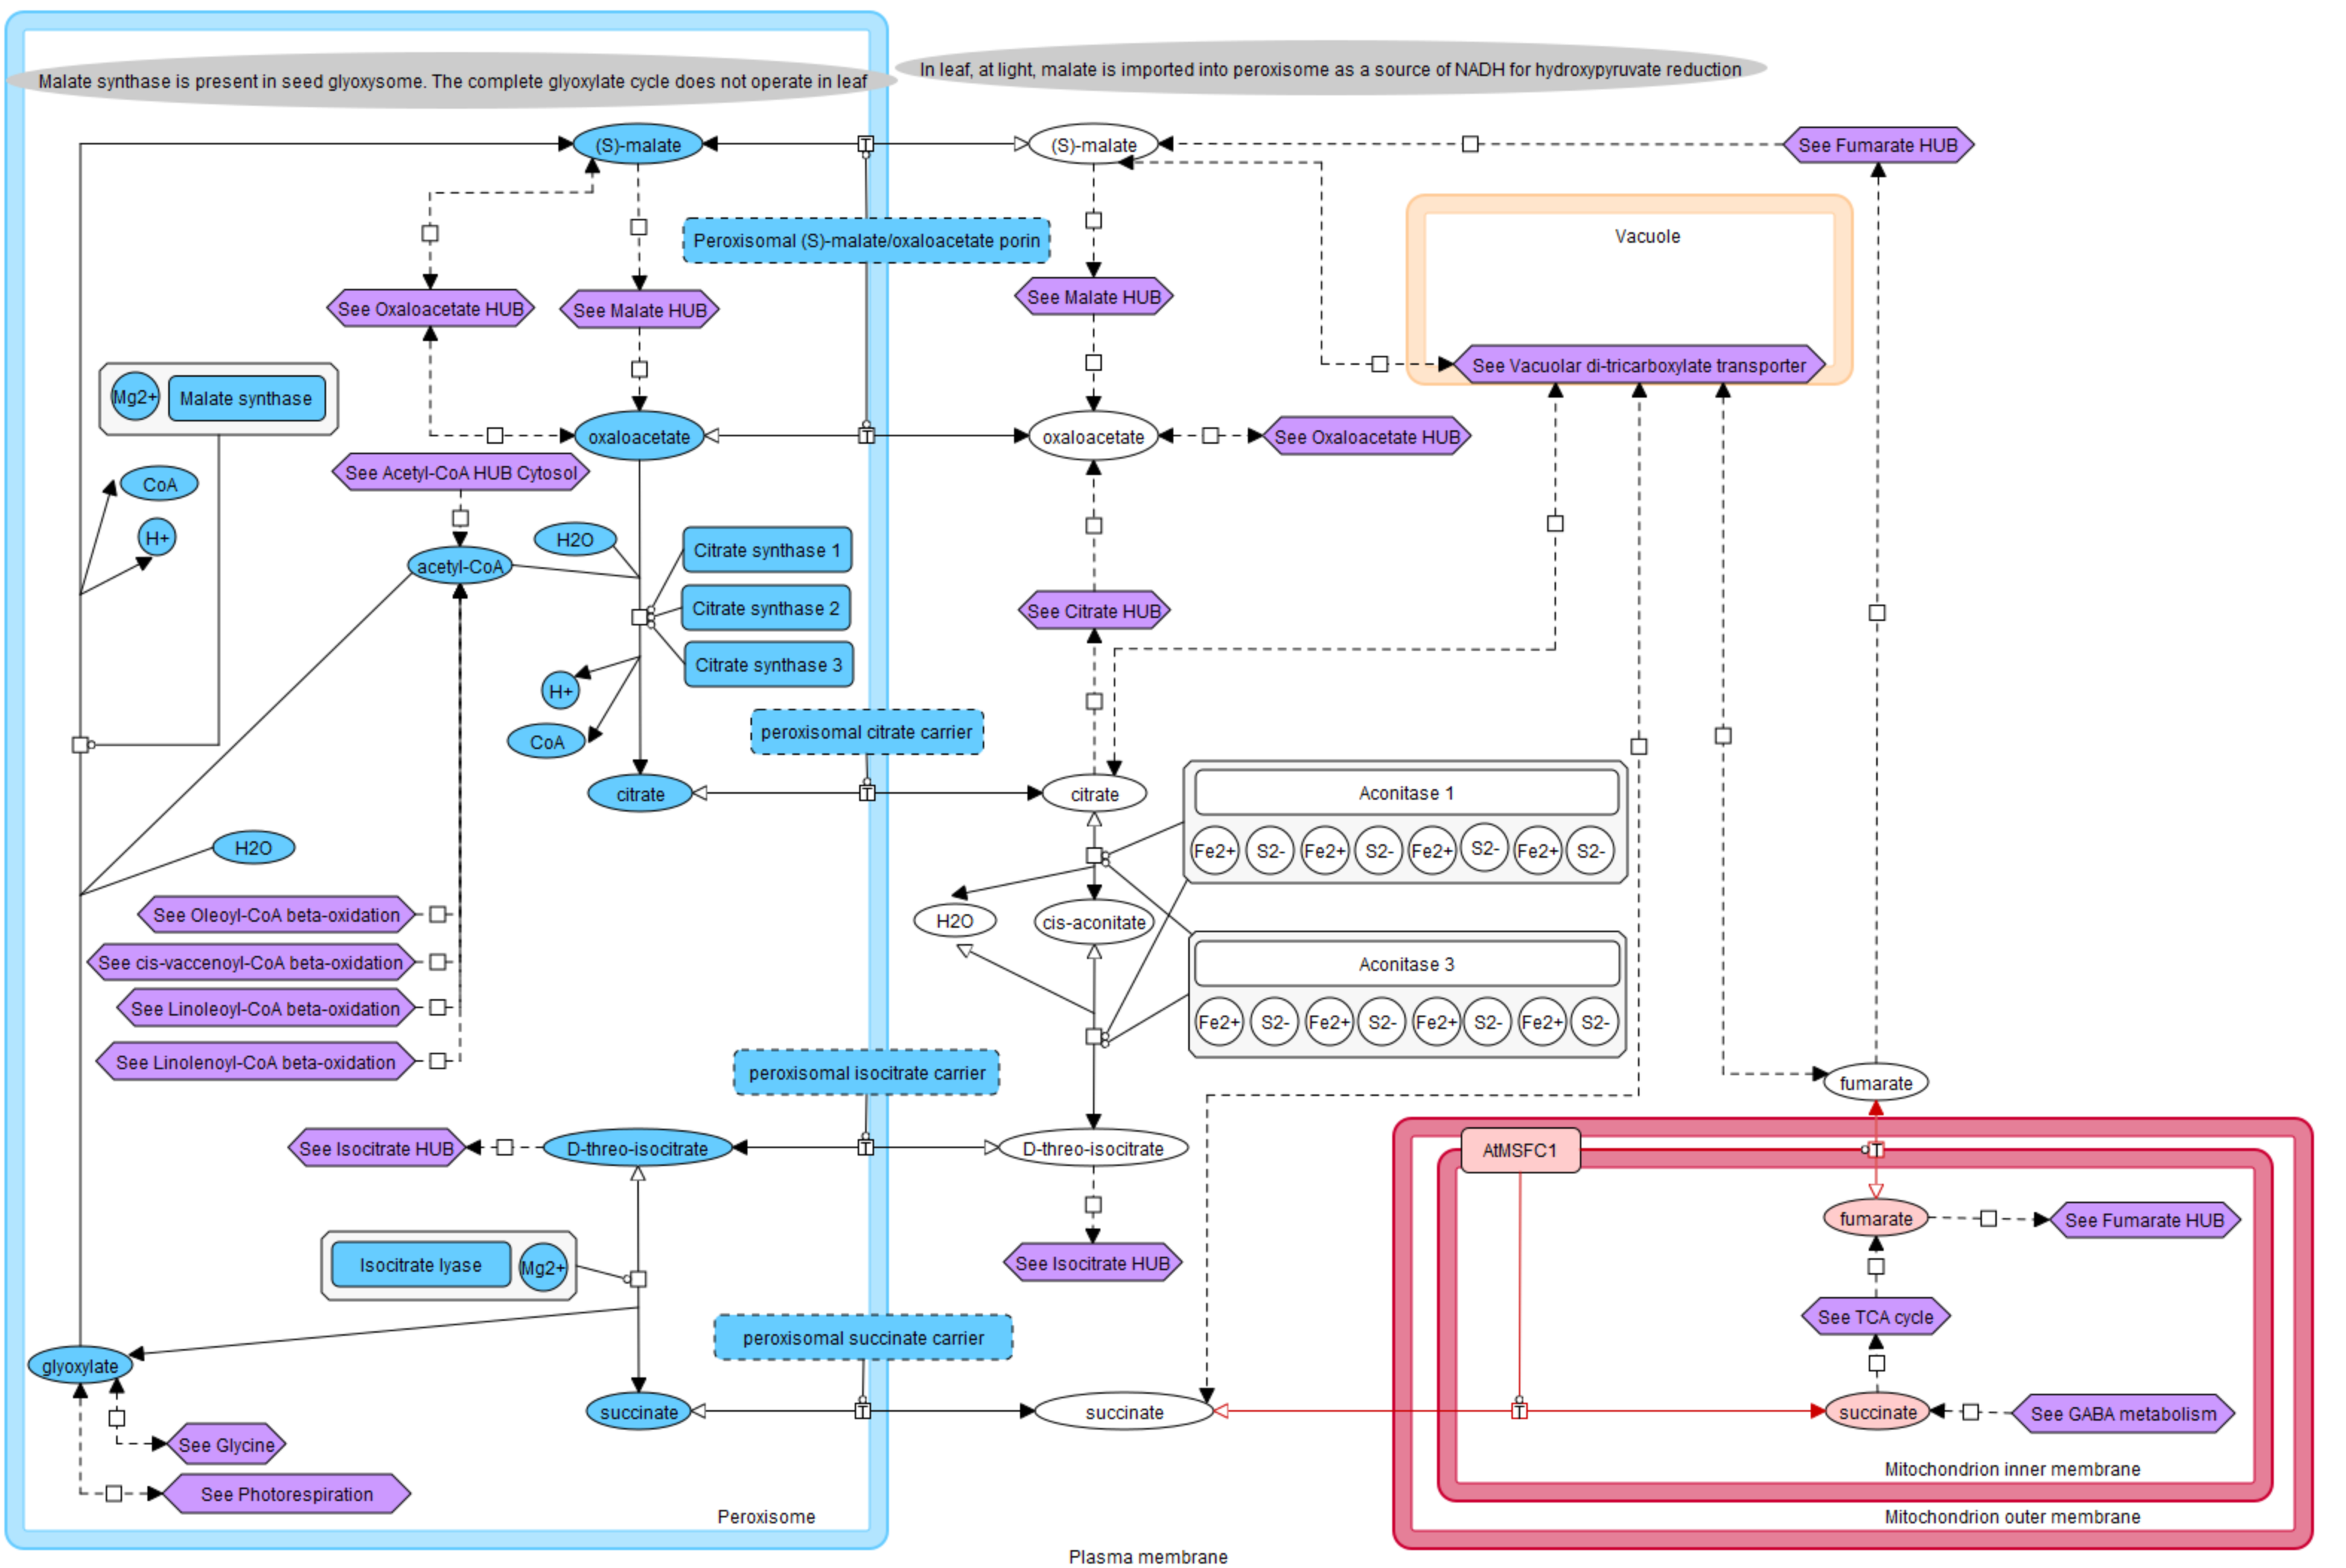 Malate synthase is present in seed glyoxysome. The complete glyoxylate cycle does not operate in leaf
In leaf, at light, malate is imported into peroxisome as a source of NADH for hydroxypyruvate reduction
(S)-malate
T
(S)-malate
See Fumarate HUB
Peroxisomal (S)-malate/oxaloacetate porin
Vacuole
See Oxaloacetate HUB
See Malate HUB
See Malate HUB
See Vacuolar di-tricarboxylate transporter
Mg2+
Malate synthase
oxaloacetate
T
oxaloacetate
See Oxaloacetate HUB
See Acetyl-CoA HUB Cytosol
CoA
H+
H2O
acetyl-CoA
Citrate synthase 1
Citrate synthase 2
Citrate synthase 3
See Citrate HUB
H+
CoA
peroxisomal citrate carrier
citrate
T
citrate
Aconitase 1
Fe2+
S2-
Fe2+
S2-
Fe2+
S2-
Fe2+
S2-
H2O
See Oleoyl-CoA beta-oxidation
See cis-vaccenoyl-CoA beta-oxidation
See Linoleoyl-CoA beta-oxidation
See Linolenoyl-CoA beta-oxidation
H2O
cis-aconitate
Aconitase 3
Fe2+
S2-
Fe2+
S2-
Fe2+
S2-
Fe2+
S2-
peroxisomal isocitrate carrier
fumarate
See Isocitrate HUB
D-threo-isocitrate
T
D-threo-isocitrate
AtMSFC1
T
fumarate
See Fumarate HUB
Isocitrate lyase
Mg2+
See Isocitrate HUB
See TCA cycle
peroxisomal succinate carrier
glyoxylate
succinate
T
succinate
T
succinate
See GABA metabolism
See Glycine
See Photorespiration
Mitochondrion inner membrane
Peroxisome
Mitochondrion outer membrane
Plasma membrane